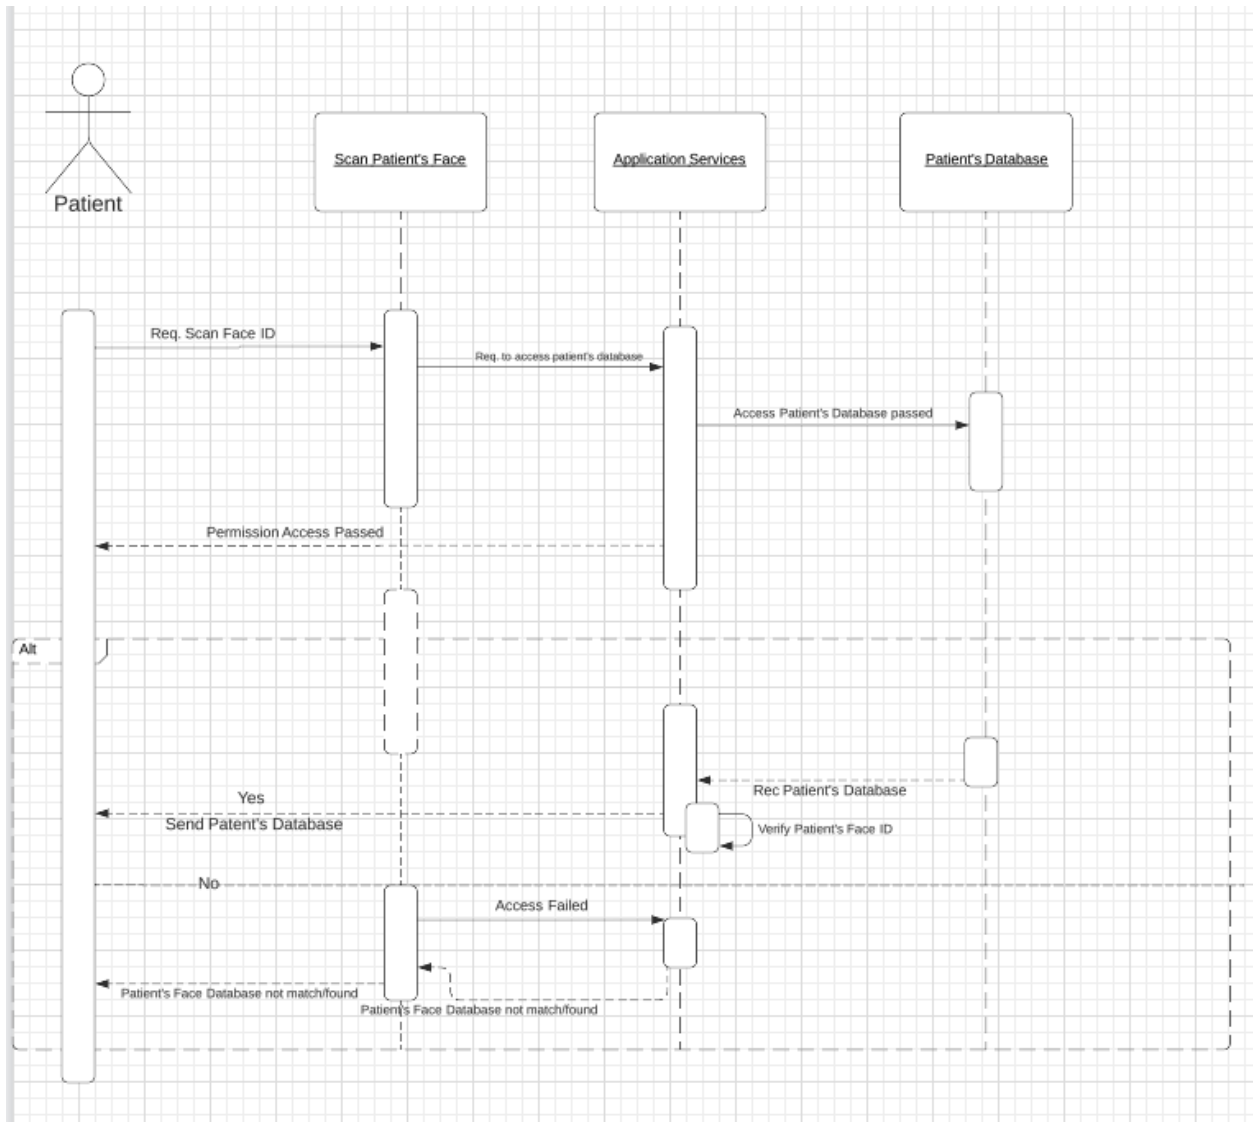 Patient
Scan Patient's Face
Application Services
Patient's Database
Req. Scan Face ID
Req. to access patient's database
Access Patient's Database passed
Permission Access Passed
Alt
Rec Patient's Database
Yes
Send Patent's Database
Verify Patient's Face ID
No
Access Failed
Patient's Face Database not match/found
Patient's Face Database not match/found